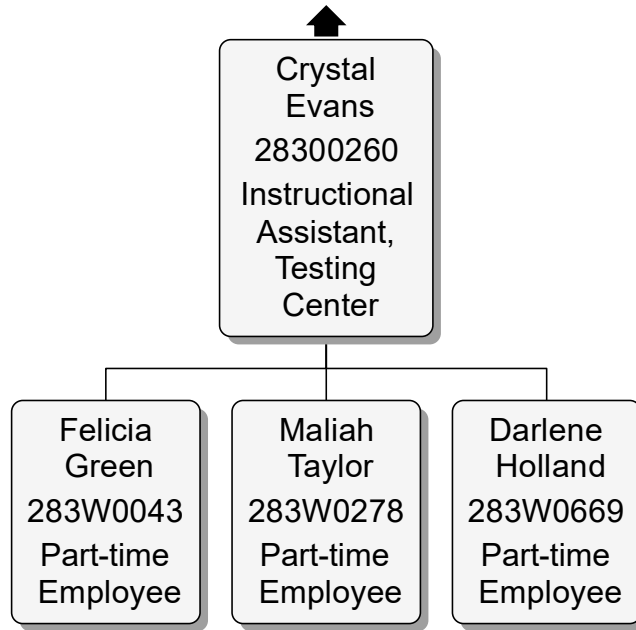 Crystal
Evans
28300260
Instructional
Assistant,
Testing
Center
Felicia
Green
283W0043
Part-time
Employee
Maliah
Taylor
283W0278
Part-time
Employee
Darlene
Holland
283W0669
Part-time
Employee